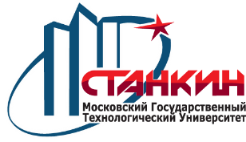 СТАНКИН
Московский Государственный
Технологический Университет